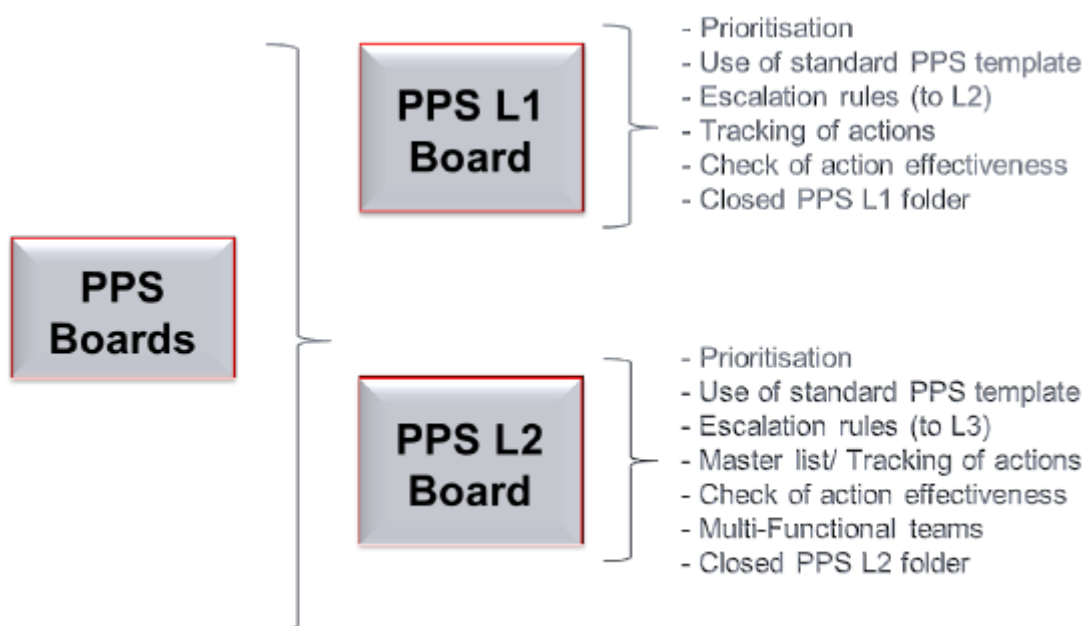 PPS
Boards
PPS L1
Board
- Prioritisation
- Use of standard PPS template
- Escalation rules (to L2)
- Tracking of actions
- Check of action effectiveness
- Closed PPS L1 folder
PPS L2
Board
- Prioritisation
- Use of standard PPS template
- Escalation rules (to L3)
- Master list/ Tracking of actions
- Check of action effectiveness
- Multi-Functional teams
- Closed PPS L2 folder